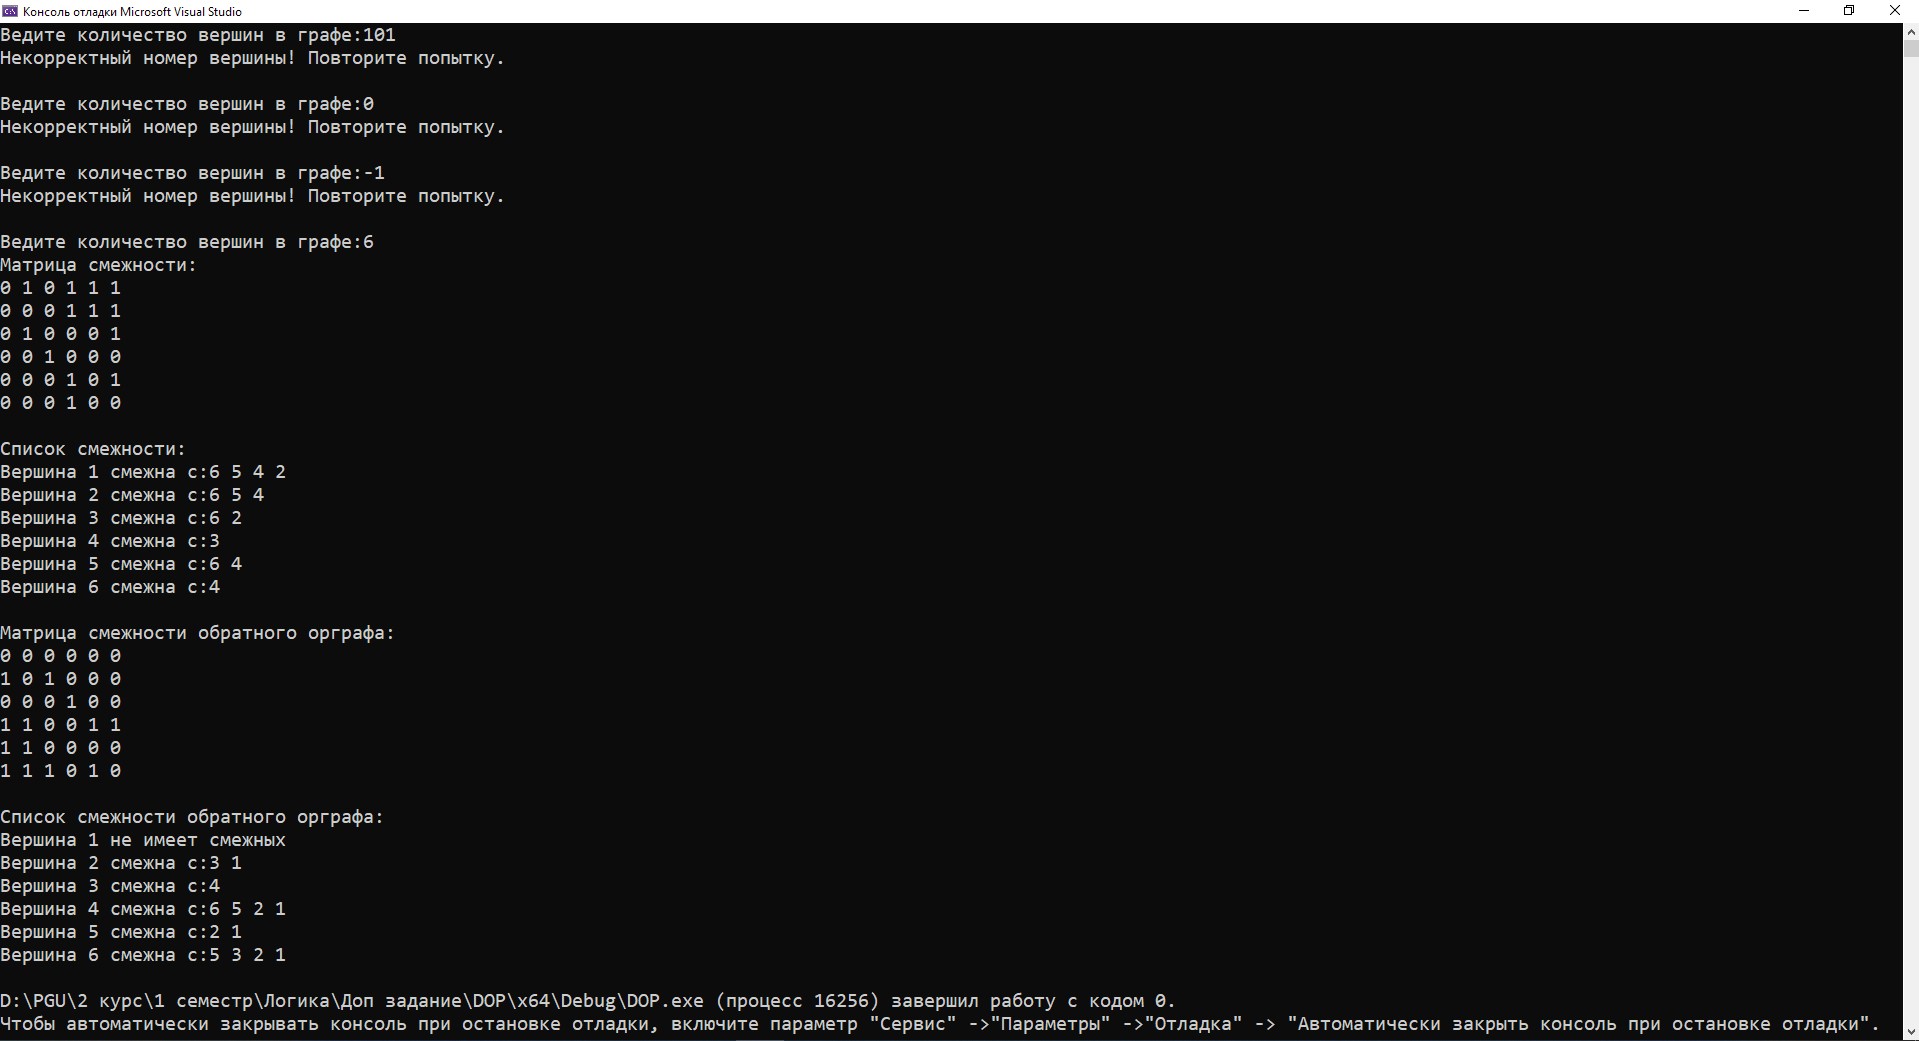 Консоль отладки Microsoft Visual Studio
Ведите количество вершин в графе:101
Некорректный номер вершины! Повторите попытку.
Ведите количество вершин в графе:0
Некорректный номер вершины! Повторите попытку.
Ведите количество вершин в графе:-1
Некорректный номер вершины! Повторите попытку.
Ведите количество вершин в графе:6
Матрица смежности:
0 1 0 1 1 1
0 0 0 1 1 1
0 1 0 0 0 1
0 0 1 0 0 0
0 0 0 1 0 1
0 0 0 1 0 0
Список смежности:
Вершина 1 смежна с:6 5 4 2
Вершина 2 смежна с:6 5 4
Вершина 3 смежна с:6 2
Вершина 4 смежна с:3
Вершина 5 смежна с:6 4
Вершина 6 смежна с:4
Матрица смежности обратного орграфа:
0 0 0 0 0 0
1 0 1 0 0 0
0 0 0 1 0 0
1 1 0 0 1 1
1 1 0 0 0 0
1 1 1 0 1 0
Список смежности обратного орграфа:
Вершина 1 не имеет смежных
Вершина 2 смежна с:3 1
Вершина 3 смежна с:4
Вершина 4 смежна с:6 5 2 1
Вершина 5 смежна с:2 1
Вершина 6 смежна с:5 3 2 1
D:\PGU\2 курс\1 семестр\Логика\Доп задание\DOP\x64\Debug\DOP.exe (процесс 16256) завершил работу с кодом 0.
Чтобы автоматически закрывать консоль при остановке отладки, включите параметр "Сервис" ->"Параметры" ->"Отладка" -> "Автоматически закрыть консоль при остановке отладки".